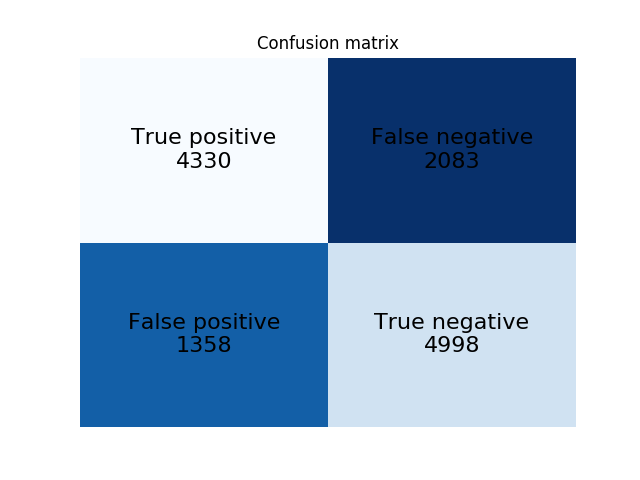 Confusion matrix
True positive
4330
False negative
2083
False positive
1358
True negative
4998